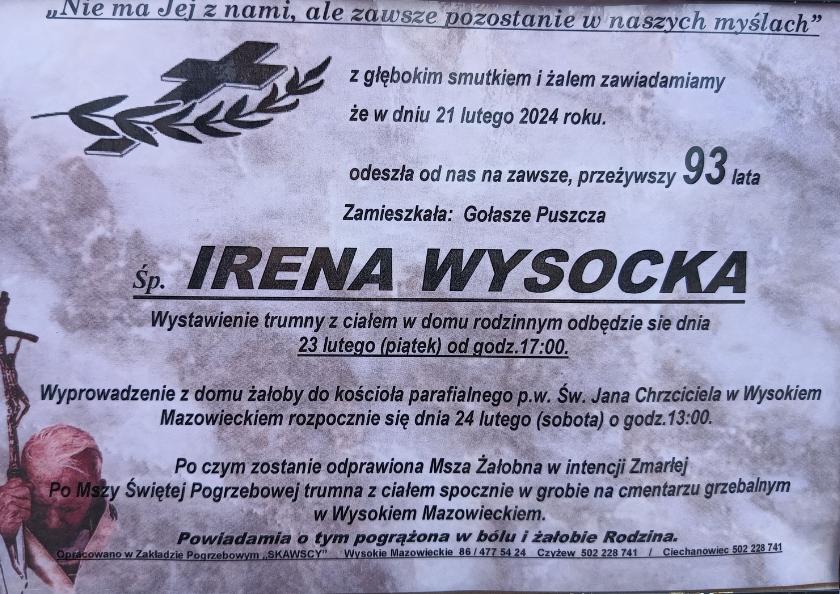 „Nie ma Jej z nami, ale zawsze pozostanie w naszych myślach”
z głębokim smutkiem i żalem zawiadamiamy
że w dniu 21 lutego 2024 roku.
odeszła od nas na zawsze, przeżywszy 93 lata
Zamieszkała: Gołasze Puszcza
Śp. IRENA WYSOCKA
Wystawienie trumny z ciałem w domu rodzinnym odbędzie sie dnia
23 lutego (piątek) od godz.17:00.
Wyprowadzenie z domu żałoby do kościoła parafialnego p.w. Św. Jana Chrzciciela w Wysokiem
Mazowieckiem rozpocznie się dnia 24 lutego (sobota) o godz.13:00.
Po czym zostanie odprawiona Msza Żałobna w intencji Zmarłej
Po Mszy Świętej Pogrzebowej trumna z ciałem spocznie w grobie na cmentarzu grzebalnym
w Wysokiem Mazowieckiem.
Powiadamia o tym pogrążona w bólu i żałobie Rodzina.
Opracowano w Zakładzie Pogrzebowym „SKAWSCY” Wysokie Mazowieckie 86 / 477 54 24 Czyżew 502 228 741 / Ciechanowiec 502 228 741